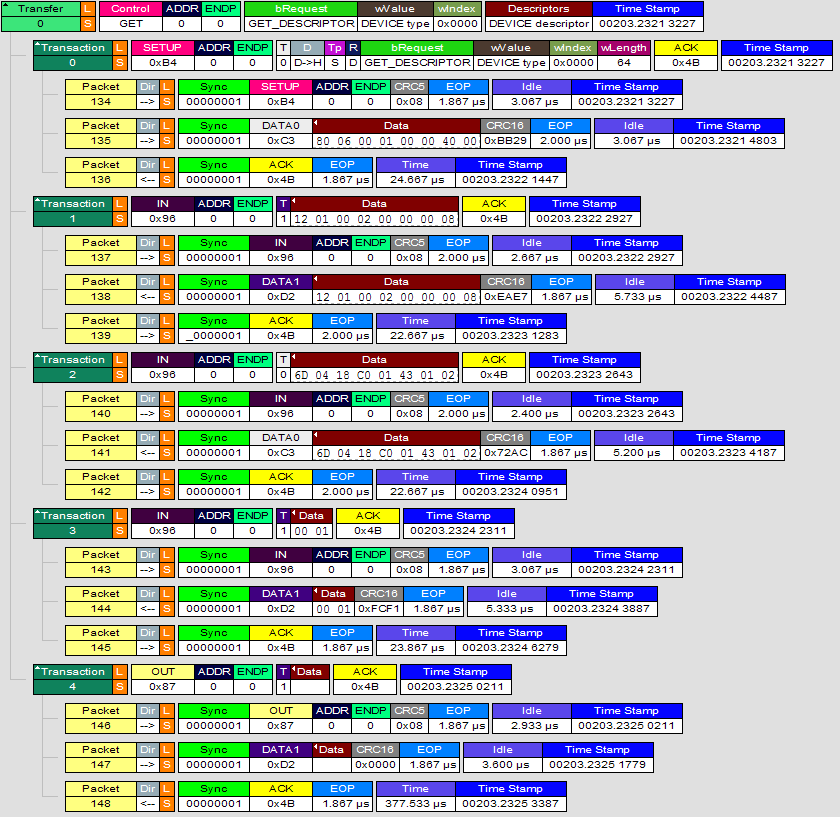 Transfer L Control ADDR ENDP bRequest wValue wIndex Descriptors Time Stamp
0 S GET 0 0 GET_DESCRIPTOR DEVICE type 0x0000 DEVICE descriptor 00203.2321 3227
Transaction L SETUP ADDR ENDP T D Tp R bRequest wValue wIndex wLength ACK Time Stamp
0 S 0xB4 0 0 0 D->H S D GET_DESCRIPTOR DEVICE type 0x0000 64 0x4B 00203.2321 3227
Packet Dir L Sync SETUP ADDR ENDP CRC5 EOP Idle Time Stamp
134 --> S 00000001 0xB4 0 0 0x08 1.867 µs 3.067 µs 00203.2321 3227
Packet Dir L Sync DATA0 Data CRC16 EOP Idle Time Stamp
135 --> S 00000001 0xC3 80 06 00 01 00 00 40 00 0xBB29 2.000 µs 3.067 µs 00203.2321 4803
Packet Dir L Sync ACK EOP Time Time Stamp
136 <-- S 00000001 0x4B 1.867 µs 24.667 µs 00203.2322 1447
Transaction L IN ADDR ENDP T Data ACK Time Stamp
1 S 0x96 0 0 1 12 01 00 02 00 00 00 08 0x4B 00203.2322 2927
Packet Dir L Sync IN ADDR ENDP CRC5 EOP Idle Time Stamp
137 --> S 00000001 0x96 0 0 0x08 2.000 µs 2.667 µs 00203.2322 2927
Packet Dir L Sync DATA1 Data CRC16 EOP Idle Time Stamp
138 <-- S 00000001 0xD2 12 01 00 02 00 00 00 08 0xEAE7 1.867 µs 5.733 µs 00203.2322 4487
Packet Dir L Sync ACK EOP Time Time Stamp
139 --> S _0000001 0x4B 2.000 µs 22.667 µs 00203.2323 1283
Transaction L IN ADDR ENDP T Data ACK Time Stamp
2 S 0x96 0 0 0 6D 04 18 C0 01 43 01 02 0x4B 00203.2323 2643
Packet Dir L Sync IN ADDR ENDP CRC5 EOP Idle Time Stamp
140 --> S 00000001 0x96 0 0 0x08 2.000 µs 2.400 µs 00203.2323 2643
Packet Dir L Sync DATA0 Data CRC16 EOP Idle Time Stamp
141 <-- S 00000001 0xC3 6D 04 18 C0 01 43 01 02 0x72AC 1.867 µs 5.200 µs 00203.2323 4187
Packet Dir L Sync ACK EOP Time Time Stamp
142 --> S 00000001 0x4B 2.000 µs 22.667 µs 00203.2324 0951
Transaction L IN ADDR ENDP T Data ACK Time Stamp
3 S 0x96 0 0 1 00 01 0x4B 00203.2324 2311
Packet Dir L Sync IN ADDR ENDP CRC5 EOP Idle Time Stamp
143 --> S 00000001 0x96 0 0 0x08 1.867 µs 3.067 µs 00203.2324 2311
Packet Dir L Sync DATA1 Data CRC16 EOP Idle Time Stamp
144 <-- S 00000001 0xD2 00 01 0xFCF1 1.867 µs 5.333 µs 00203.2324 3887
Packet Dir L Sync ACK EOP Time Time Stamp
145 --> S 00000001 0x4B 1.867 µs 23.867 µs 00203.2324 6279
Transaction L OUT ADDR ENDP T Data ACK Time Stamp
4 S 0x87 0 0 1 0x4B 00203.2325 0211
Packet Dir L Sync OUT ADDR ENDP CRC5 EOP Idle Time Stamp
146 --> S 00000001 0x87 0 0 0x08 1.867 µs 2.933 µs 00203.2325 0211
Packet Dir L Sync DATA1 Data CRC16 EOP Idle Time Stamp
147 --> S 00000001 0xD2 0x0000 1.867 µs 3.600 µs 00203.2325 1779
Packet Dir L Sync ACK EOP Time Time Stamp
148 <-- S 00000001 0x4B 1.867 µs 377.533 µs 00203.2325 3387